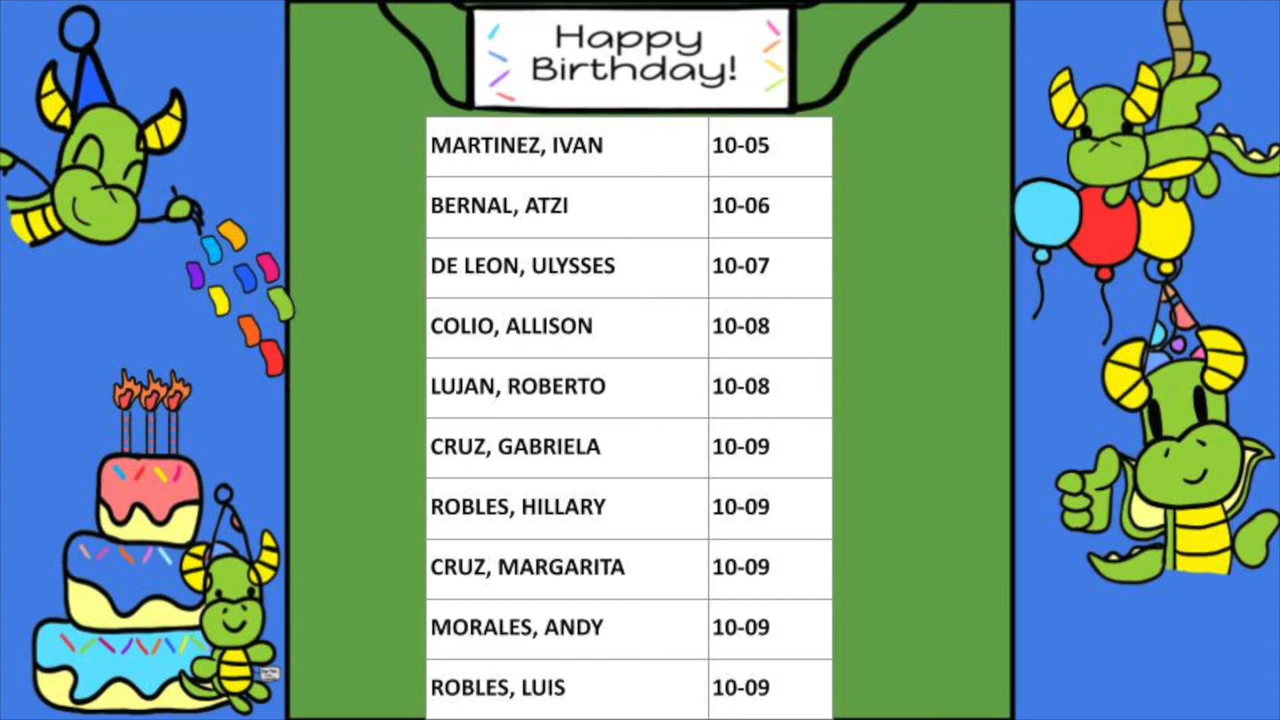 Happy
Birthday!
MARTINEZ, IVAN 10-05
BERNAL, ATZI 10-06
DE LEON, ULYSSES 10-07
COLIO, ALLISON 10-08
LUJAN, ROBERTO 10-08
CRUZ, GABRIELA 10-09
ROBLES, HILLARY 10-09
CRUZ, MARGARITA 10-09
MORALES, ANDY 10-09
ROBLES, LUIS 10-09